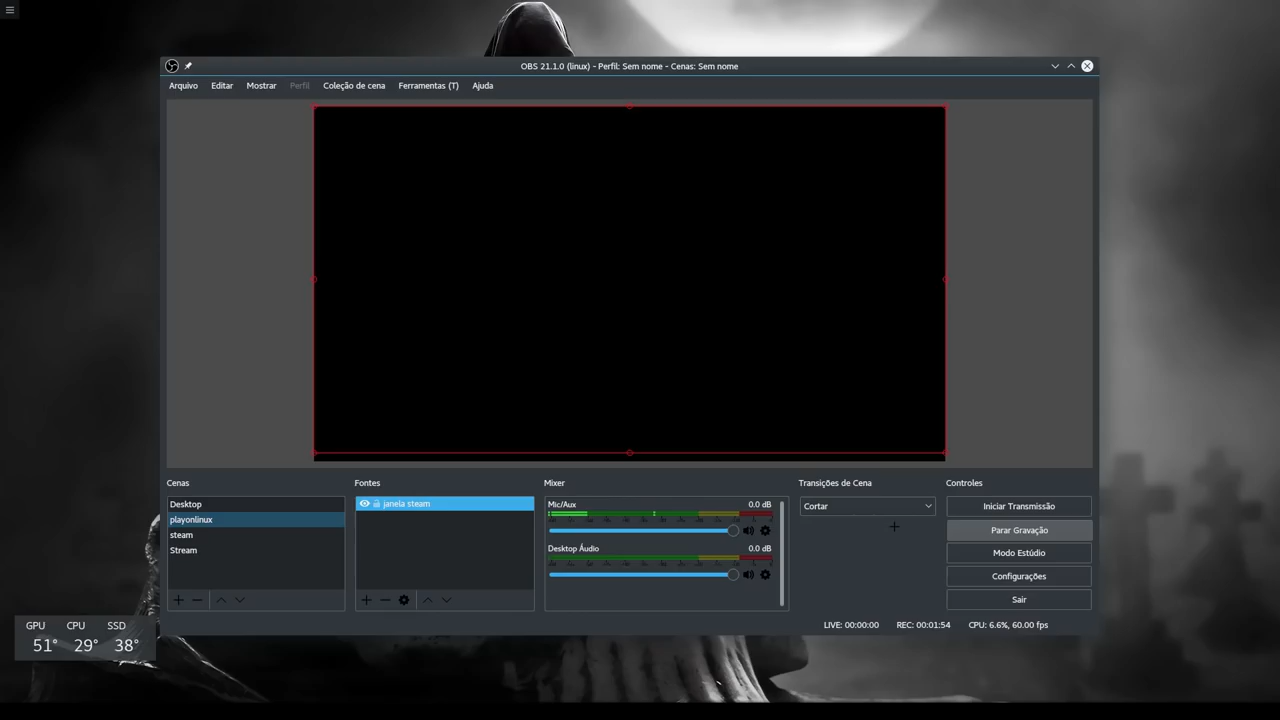 OBS 21.1.0 (linux) - Perfil: Sem nome - Cenas: Sem nome
Arquivo Editar Mostrar Perfil Coleção de cena Ferramentas (T) Ajuda
Cenas
Desktop
playonlinux
steam
Stream
Fontes
janela steam
Mixer
Mic/Aux 0.0 dB
Desktop Áudio 0.0 dB
Transições de Cena
Cortar
Controles
Iniciar Transmissão
Parar Gravação
Modo Estúdio
Configurações
Sair
LIVE: 00:00:00 REC: 00:01:54 CPU: 6.6%, 60.00 fps
GPU CPU SSD
51° 29° 38°